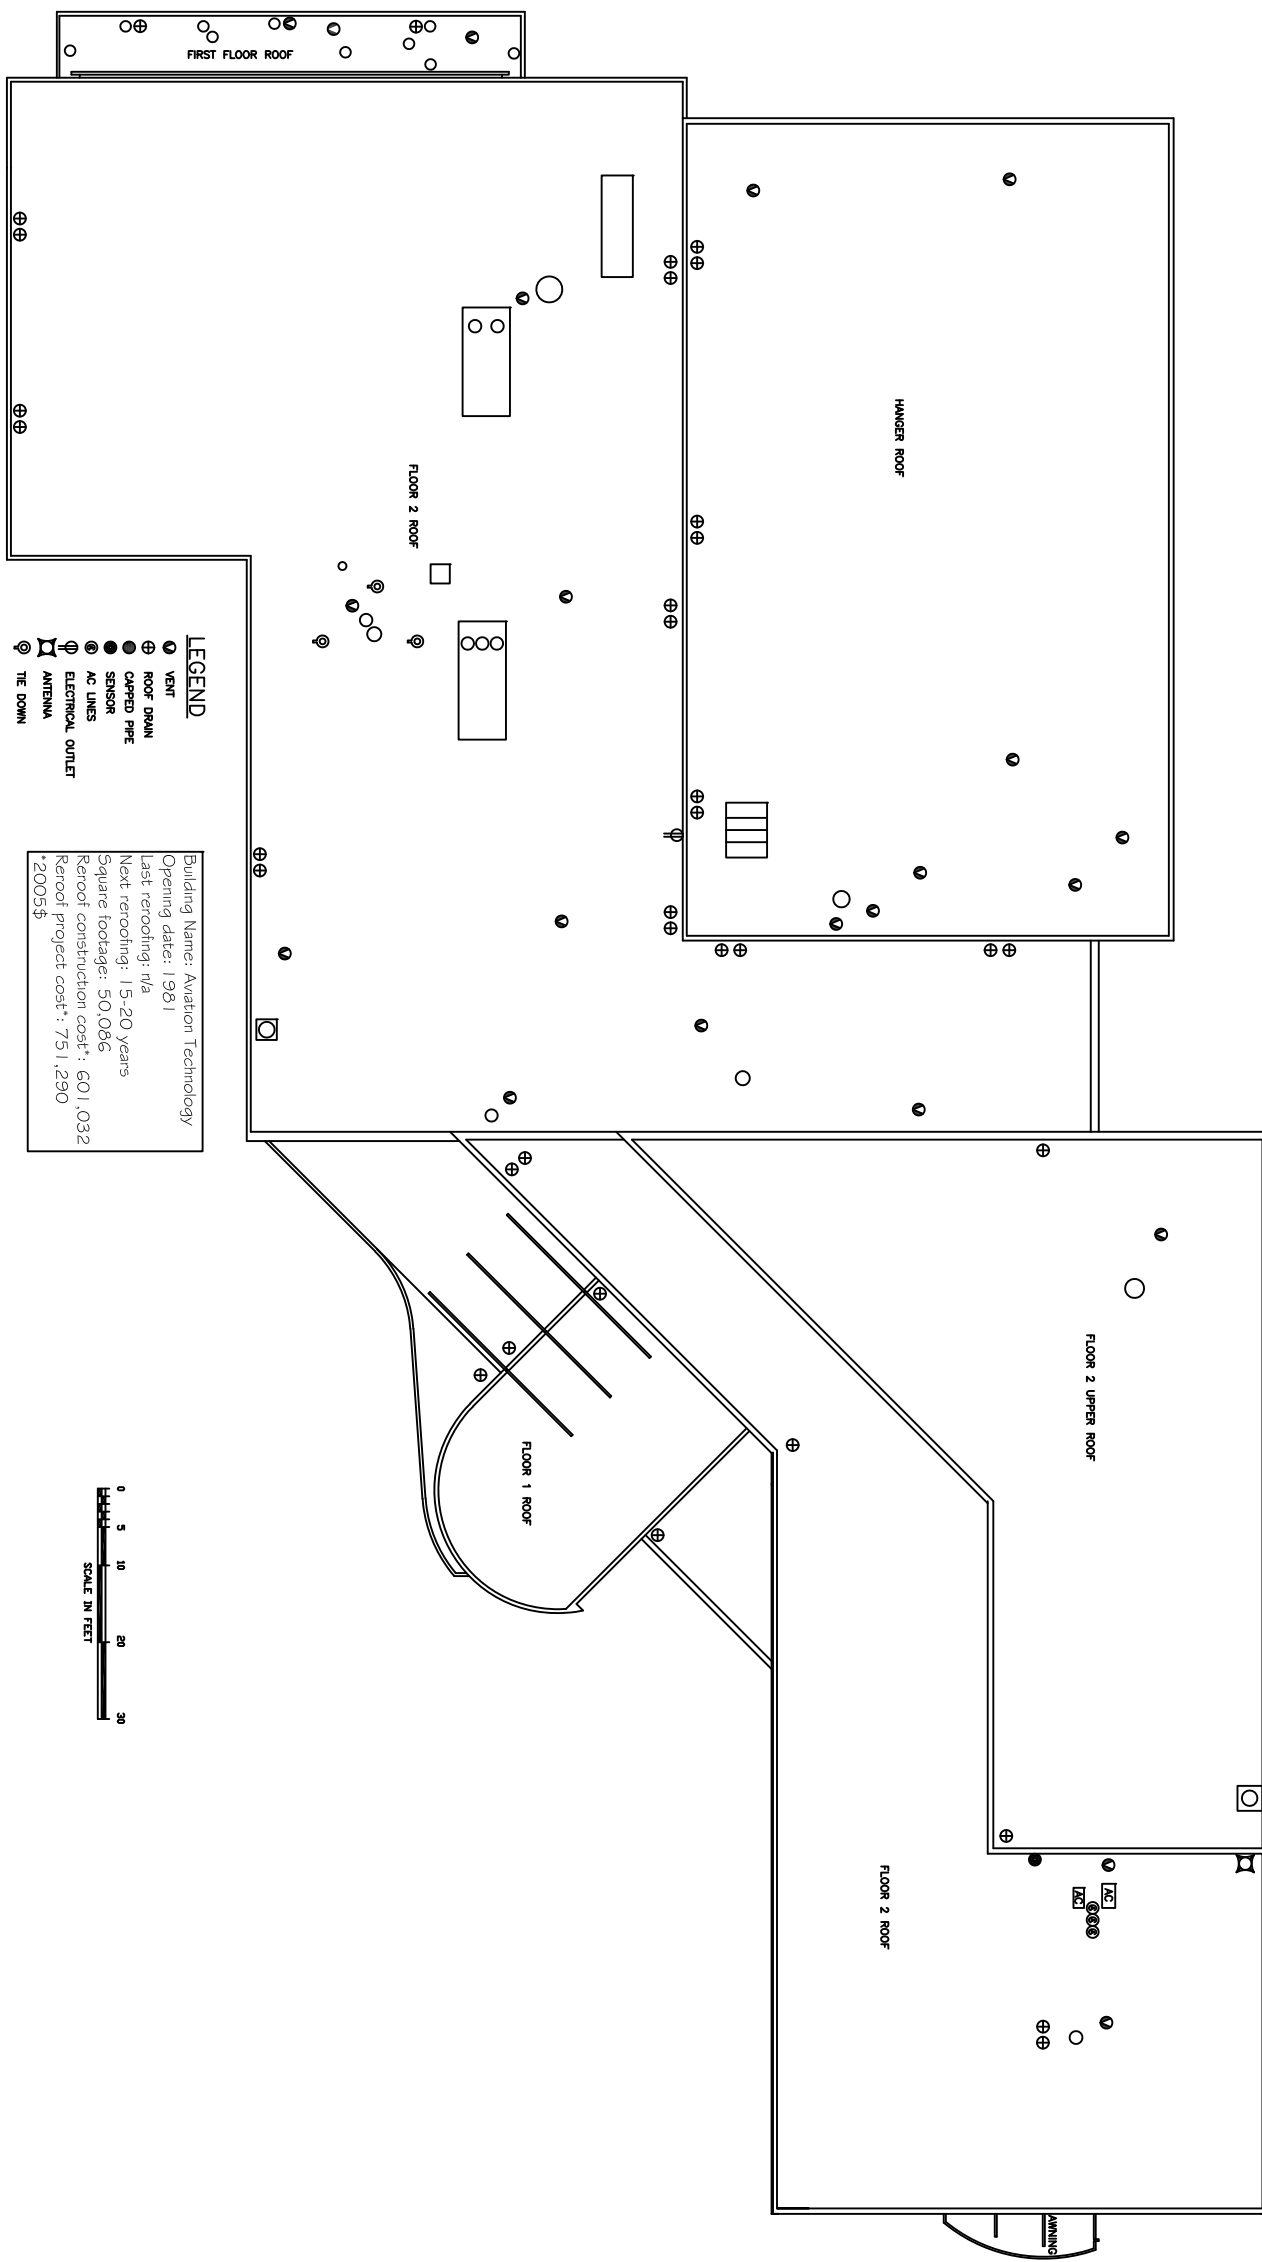 FIRST FLOOR ROOF
HANGER ROOF
FLOOR 2 ROOF
LEGEND
VENT
ROOF DRAIN
CAPPED PIPE
SENSOR
AC LINES
ELECTRICAL OUTLET
ANTENNA
TIE DOWN
Building Name: Aviation Technology
Opening date: 1981
Last reroofing: n/a
Next reroofing: 15-20 years
Square footage: 50,086
Reroof construction cost*: 601,032
Reroof project cost*: 751,290
*2005$
FLOOR 2 UPPER ROOF
FLOOR 1 ROOF
0 5 10 20 30
SCALE IN FEET
FLOOR 2 ROOF
AC
AC
AWNING